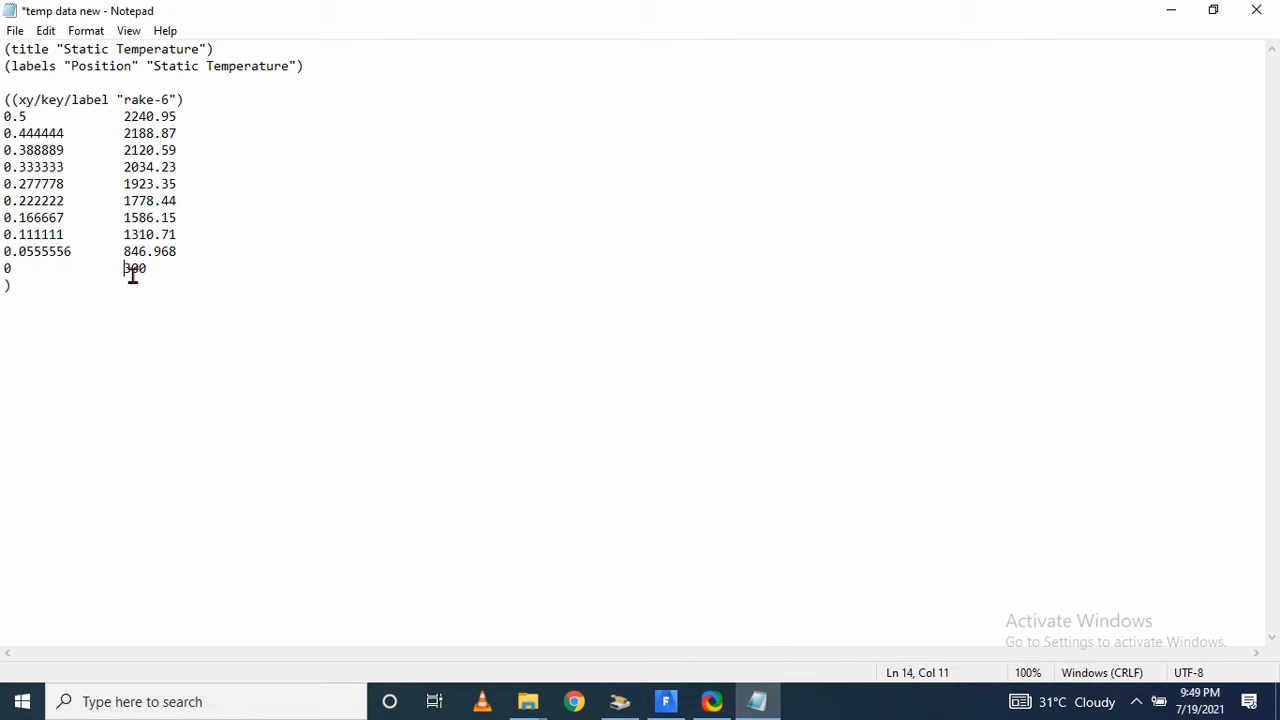 *temp data new - Notepad
File Edit Format View Help
(title "Static Temperature")
(labels "Position" "Static Temperature")
((xy/key/label "rake-6")
0.5 2240.95
0.444444 2188.87
0.388889 2120.59
0.333333 2034.23
0.277778 1923.35
0.222222 1778.44
0.166667 1586.15
0.111111 1310.71
0.0555556 846.968
0 300
)
Activate Windows
Go to Settings to activate Windows.
Ln 14, Col 11 100% Windows (CRLF) UTF-8
Type here to search F 31°C Cloudy 9:49 PM
7/19/2021